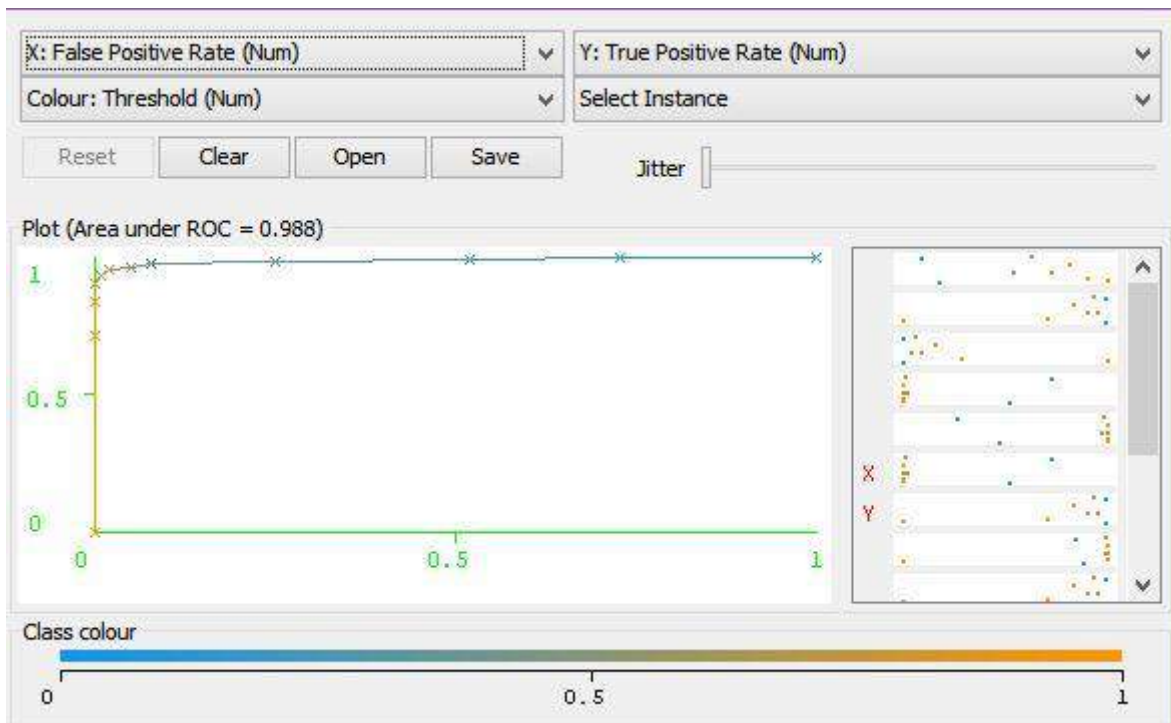 X: False Positive Rate (Num)
Y: True Positive Rate (Num)
Colour: Threshold (Num)
Select Instance
Reset
Clear
Open
Save
Jitter
Plot (Area under ROC = 0.988)
1
0.5
0
0
0.5
1
X
Y
Class colour
0
0.5
1